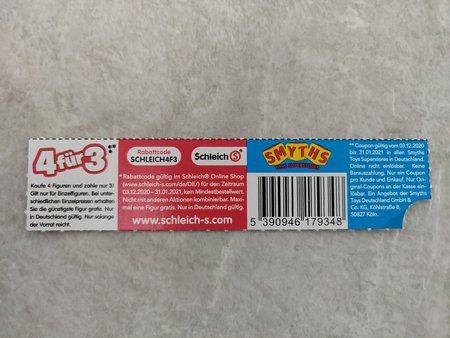 4für3**
Kaufe 4 Figuren und zahle nur 3!
Gilt nur für Einzelfiguren. Bei unter-
schiedlichen Einzelpreisen erhalten
Sie die günstigste Figur gratis. Nur
in Deutschland gültig. Nur solange
der Vorrat reicht.
Rabattcode
SCHLEICH4F3
Schleich S
* Rabattcode gültig im Schleich® Online Shop
(www.schleich-s.com/de/DE/) für den Zeitraum
03.12.2020 – 31.01.2021, kein Mindestbestellwert.
Nicht mit anderen Aktionen kombinierbar. Maxi-
mal eine Figur gratis. Nur in Deutschland gültig.
www.schleich-s.com
SMYTHS
TOYS SUPERSTORES
5 390946 179348
** Coupon gültig vom 03.12.2020
bis 31.01.2021 in allen Smyths
Toys Superstores in Deutschland.
Online nicht einlösbar. Keine
Barauszahlung. Nur ein Coupon
pro Kunde und Einkauf. Nur Ori-
ginal-Coupons an der Kasse ein-
lösbar. Ein Angebot der Smyths
Toys Deutschland GmbH &
Co. KG, Köhlstraße 8,
50827 Köln.